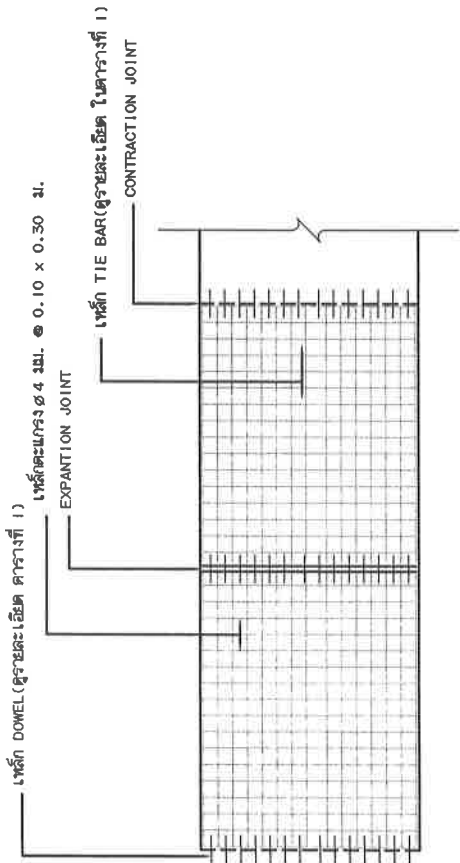 เหล็ก DOWEL(ดูรายละเอียด ตารางที่ 1)
เหล็กตะแกรง ø 4 มม. @ 0.10 x 0.30 ม.
EXPANTION JOINT
เหล็ก TIE BAR(ดูรายละเอียด ในตารางที่ 1)
CONTRACTION JOINT